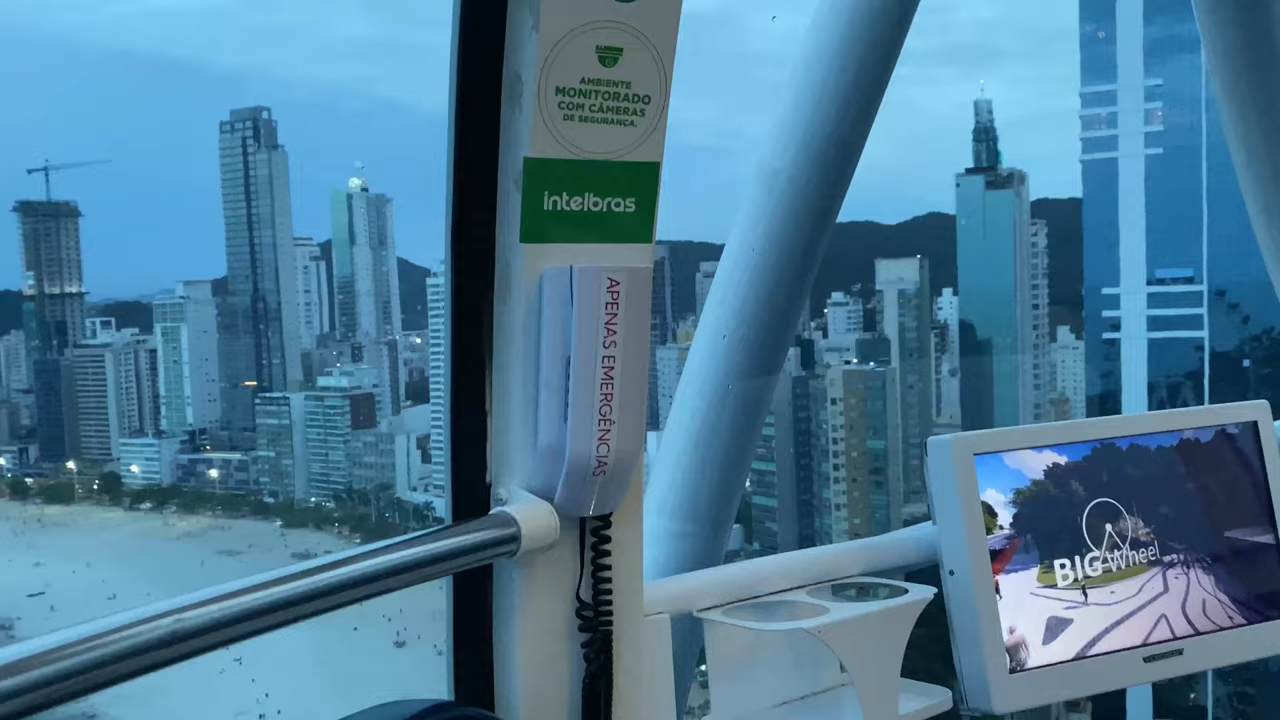 AMBIENTE
MONITORADO
COM CÂMERAS
DE SEGURANÇA.
intelbras
APENAS EMERGÊNCIAS
BIG Wheel